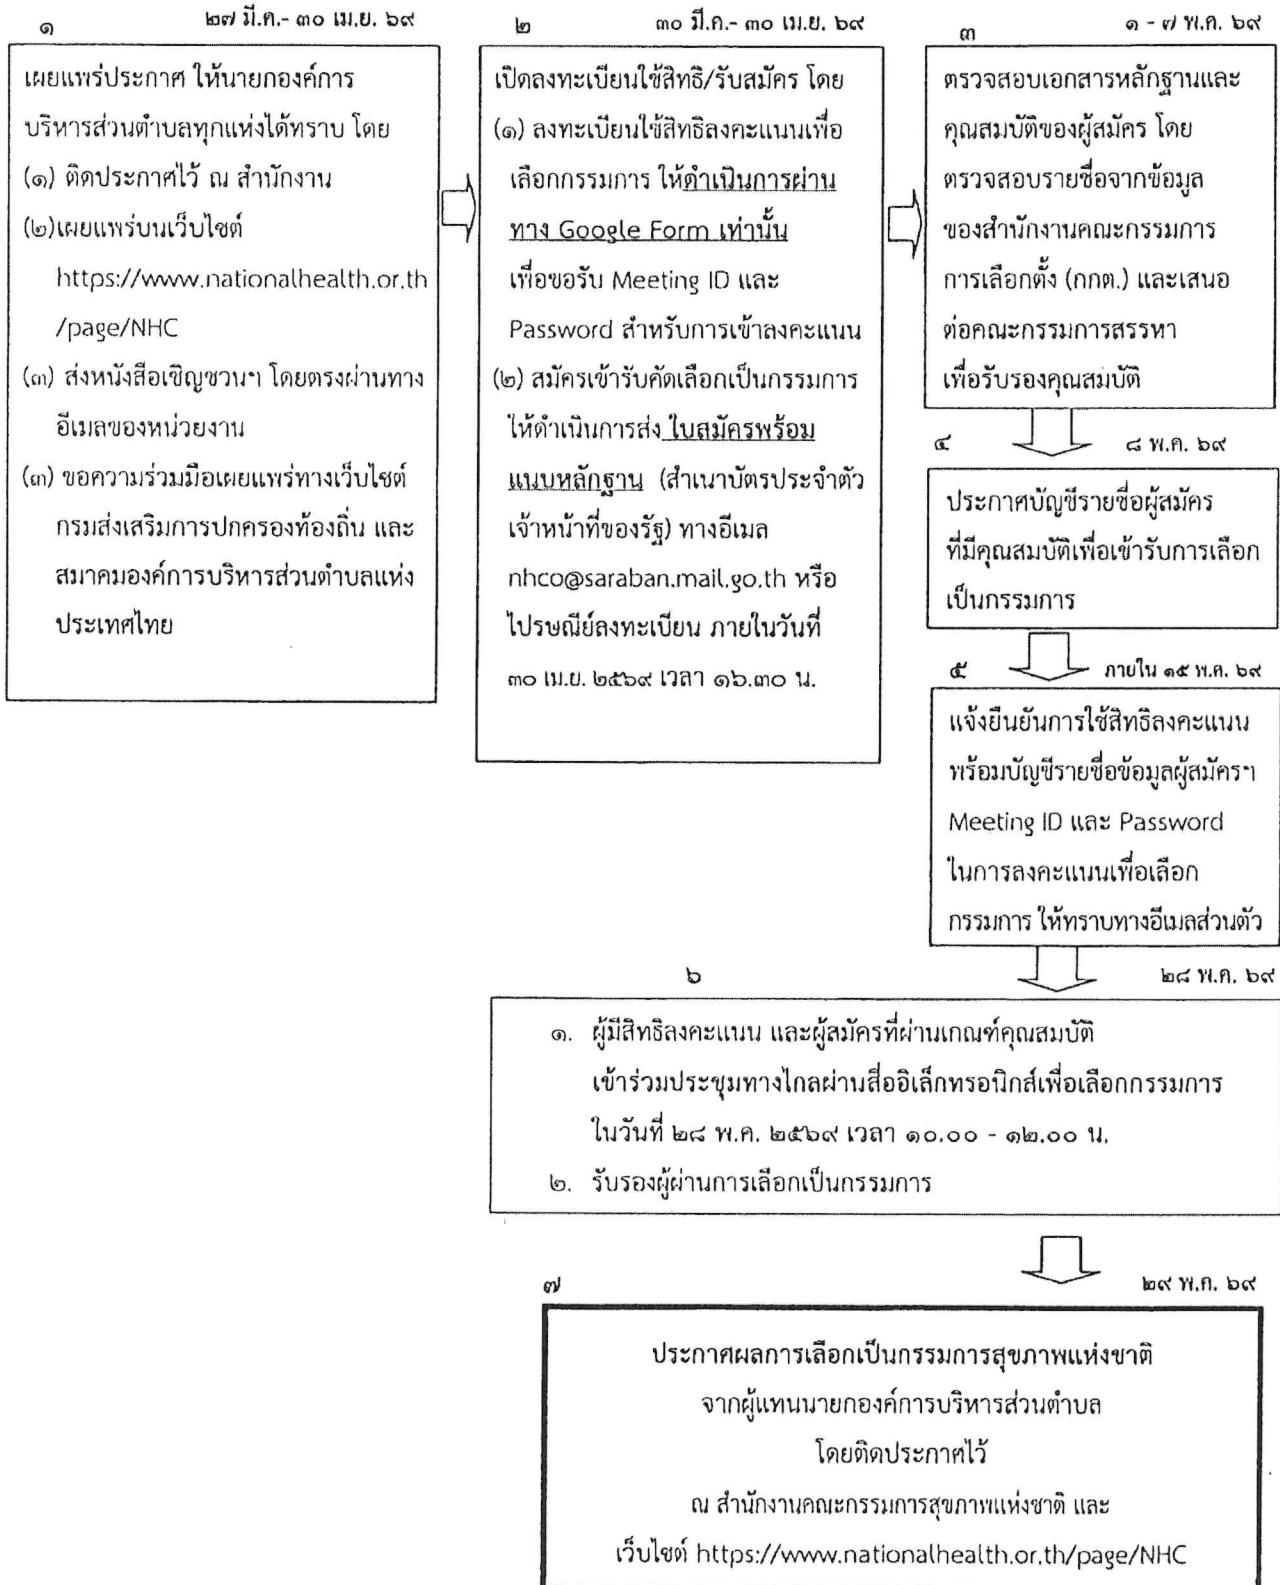 ๑ ๒๗ มี.ค.- ๓๐ เม.ย. ๖๙
เผยแพร่ประกาศ ให้นายกองค์การ
บริหารส่วนตำบลทุกแห่งได้ทราบ โดย
(๑) ติดประกาศไว้ ณ สำนักงาน
(๒)เผยแพร่บนเว็บไซต์
https://www.nationalhealth.or.th
/page/NHC
(๓) ส่งหนังสือเชิญชวนฯ โดยตรงผ่านทาง
อีเมลของหน่วยงาน
(๓) ขอความร่วมมือเผยแพร่ทางเว็บไซต์
กรมส่งเสริมการปกครองท้องถิ่น และ
สมาคมองค์การบริหารส่วนตำบลแห่ง
ประเทศไทย
๒ ๓๐ มี.ค.- ๓๐ เม.ย. ๖๙
เปิดลงทะเบียนใช้สิทธิ/รับสมัคร โดย
(๑) ลงทะเบียนใช้สิทธิลงคะแนนเพื่อ
เลือกกรรมการ ให้ดำเนินการผ่าน
ทาง Google Form เท่านั้น
เพื่อขอรับ Meeting ID และ
Password สำหรับการเข้าลงคะแนน
(๒) สมัครเข้ารับคัดเลือกเป็นกรรมการ
ให้ดำเนินการส่ง ใบสมัครพร้อม
แนบหลักฐาน (สำเนาบัตรประจำตัว
เจ้าหน้าที่ของรัฐ) ทางอีเมล
nhco@saraban.mail.go.th หรือ
ไปรษณีย์ลงทะเบียน ภายในวันที่
๓๐ เม.ย. ๒๕๖๙ เวลา ๑๖.๓๐ น.
๓ ๑ - ๗ พ.ค. ๖๙
ตรวจสอบเอกสารหลักฐานและ
คุณสมบัติของผู้สมัคร โดย
ตรวจสอบรายชื่อจากข้อมูล
ของสำนักงานคณะกรรมการ
การเลือกตั้ง (กกต.) และเสนอ
ต่อคณะกรรมการสรรหา
เพื่อรับรองคุณสมบัติ
๔ ๘ พ.ค. ๖๙
ประกาศบัญชีรายชื่อผู้สมัคร
ที่มีคุณสมบัติเพื่อเข้ารับการเลือก
เป็นกรรมการ
๕ ภายใน ๑๕ พ.ค. ๖๙
แจ้งยืนยันการใช้สิทธิลงคะแนน
พร้อมบัญชีรายชื่อข้อมูลผู้สมัครฯ
Meeting ID และ Password
ในการลงคะแนนเพื่อเลือก
กรรมการ ให้ทราบทางอีเมลส่วนตัว
๖ ๒๘ พ.ค. ๖๙
๑. ผู้มีสิทธิลงคะแนน และผู้สมัครที่ผ่านเกณฑ์คุณสมบัติ
เข้าร่วมประชุมทางไกลผ่านสื่ออิเล็กทรอนิกส์เพื่อเลือกกรรมการ
ในวันที่ ๒๘ พ.ค. ๒๕๖๙ เวลา ๑๐.๐๐ - ๑๒.๐๐ น.
๒. รับรองผู้ผ่านการเลือกเป็นกรรมการ
๗ ๒๙ พ.ค. ๖๙
ประกาศผลการเลือกเป็นกรรมการสุขภาพแห่งชาติ
จากผู้แทนนายกองค์การบริหารส่วนตำบล
โดยติดประกาศไว้
ณ สำนักงานคณะกรรมการสุขภาพแห่งชาติ และ
เว็บไซต์ https://www.nationalhealth.or.th/page/NHC